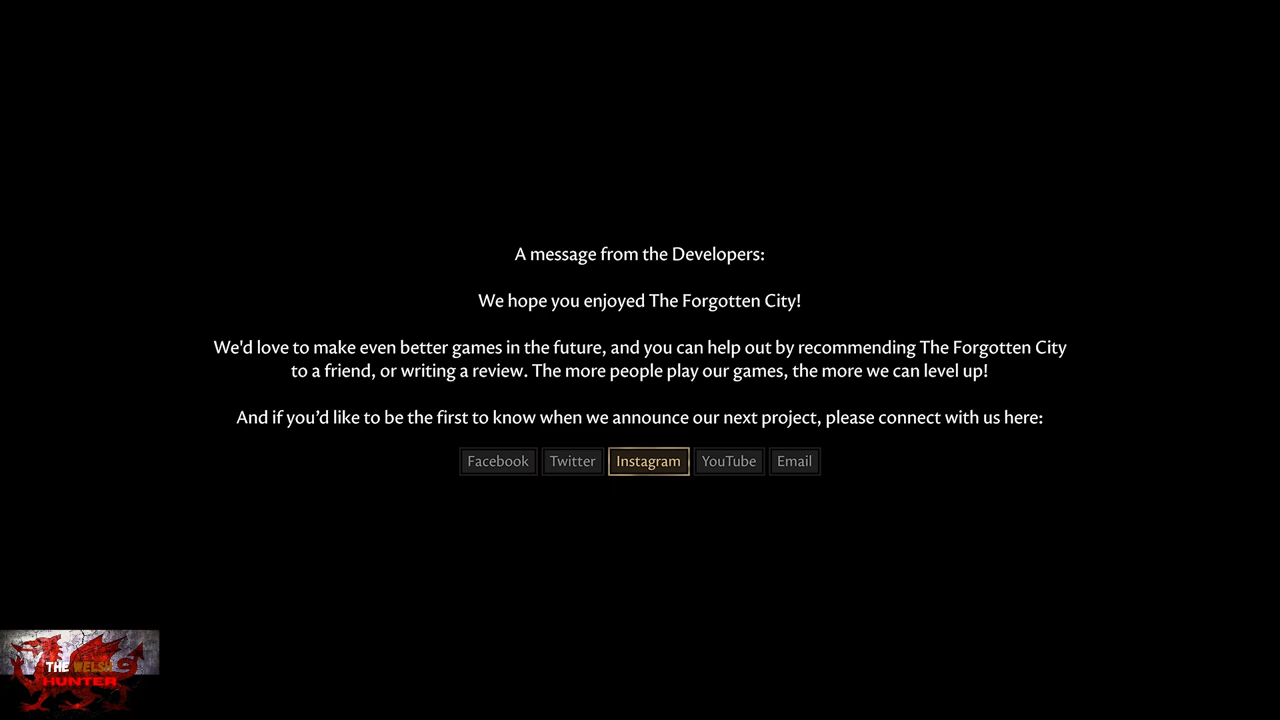 A message from the Developers:
We hope you enjoyed The Forgotten City!
We'd love to make even better games in the future, and you can help out by recommending The Forgotten City
to a friend, or writing a review. The more people play our games, the more we can level up!
And if you’d like to be the first to know when we announce our next project, please connect with us here:
Facebook Twitter Instagram YouTube Email
THE WELSH
HUNTER